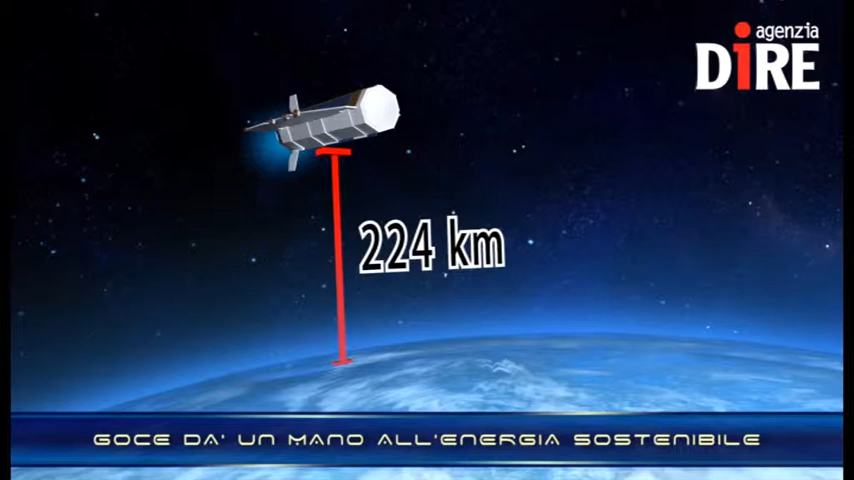 agenzia
DiRE
224 km
GOCE DA' UN MANO ALL'ENERGIA SOSTENIBILE